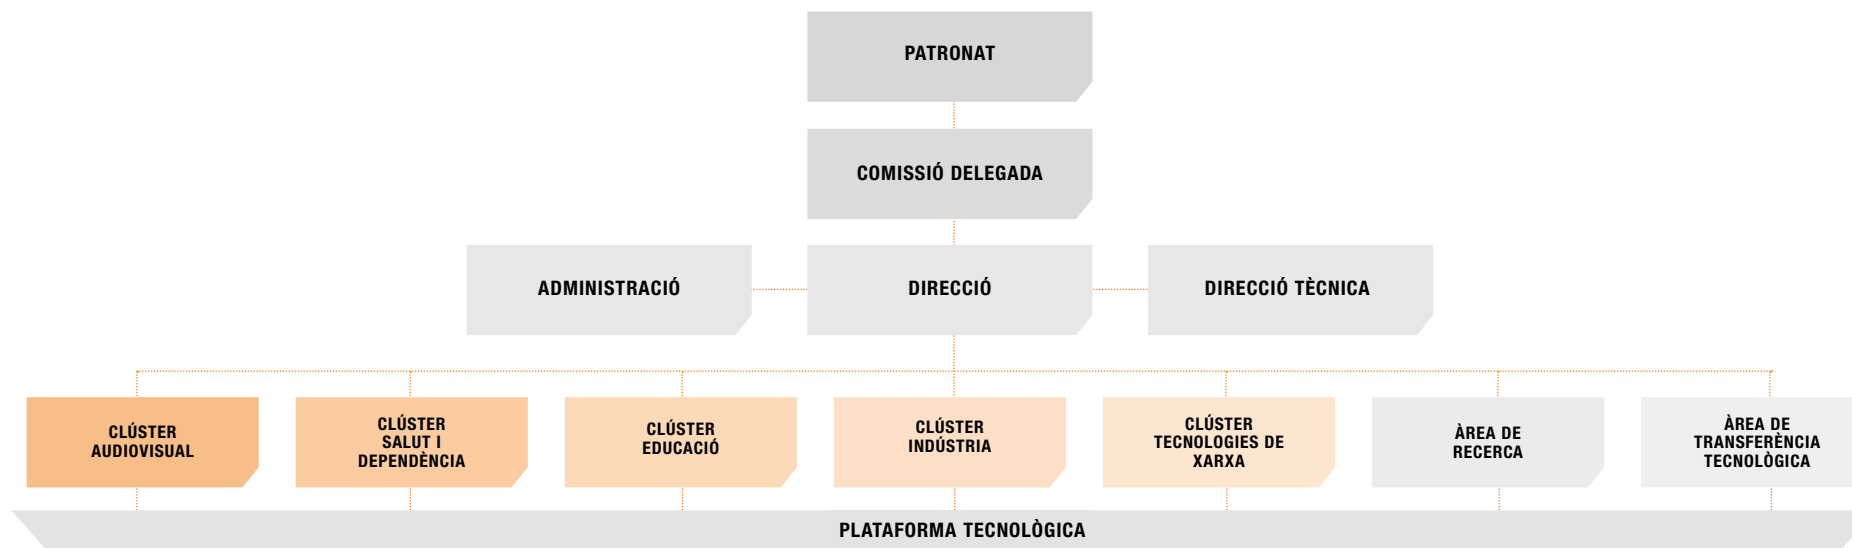 PATRONAT
COMISSIÓ DELEGADA
ADMINISTRACIÓ
DIRECCIÓ
DIRECCIÓ TÈCNICA
CLÚSTER
AUDIOVISUAL
CLÚSTER
SALUT I
DEPENDÈNCIA
CLÚSTER
EDUCACIÓ
CLÚSTER
INDÚSTRIA
CLÚSTER
TECNOLOGIES DE
XARXA
ÀREA DE
RECERCA
ÀREA DE
TRANSFERÈNCIA
TECNOLÒGICA
PLATAFORMA TECNOLÒGICA